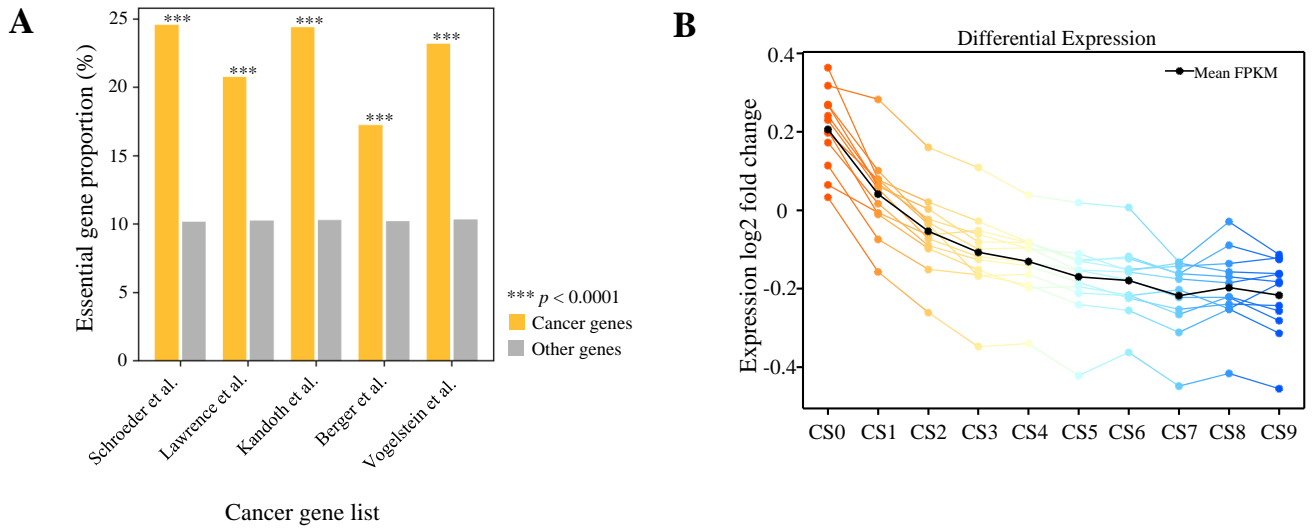 A
Essential gene proportion (%)
25
20
15
10
5
0
***
***
***
***
***
*** p < 0.0001
Cancer genes
Other genes
Schroeder et al.
Lawrence et al.
Kandoth et al.
Berger et al.
Vogelstein et al.
Cancer gene list
B
Differential Expression
Mean FPKM
Expression log2 fold change
0.4
0.2
0
-0.2
-0.4
CS0 CS1 CS2 CS3 CS4 CS5 CS6 CS7 CS8 CS9